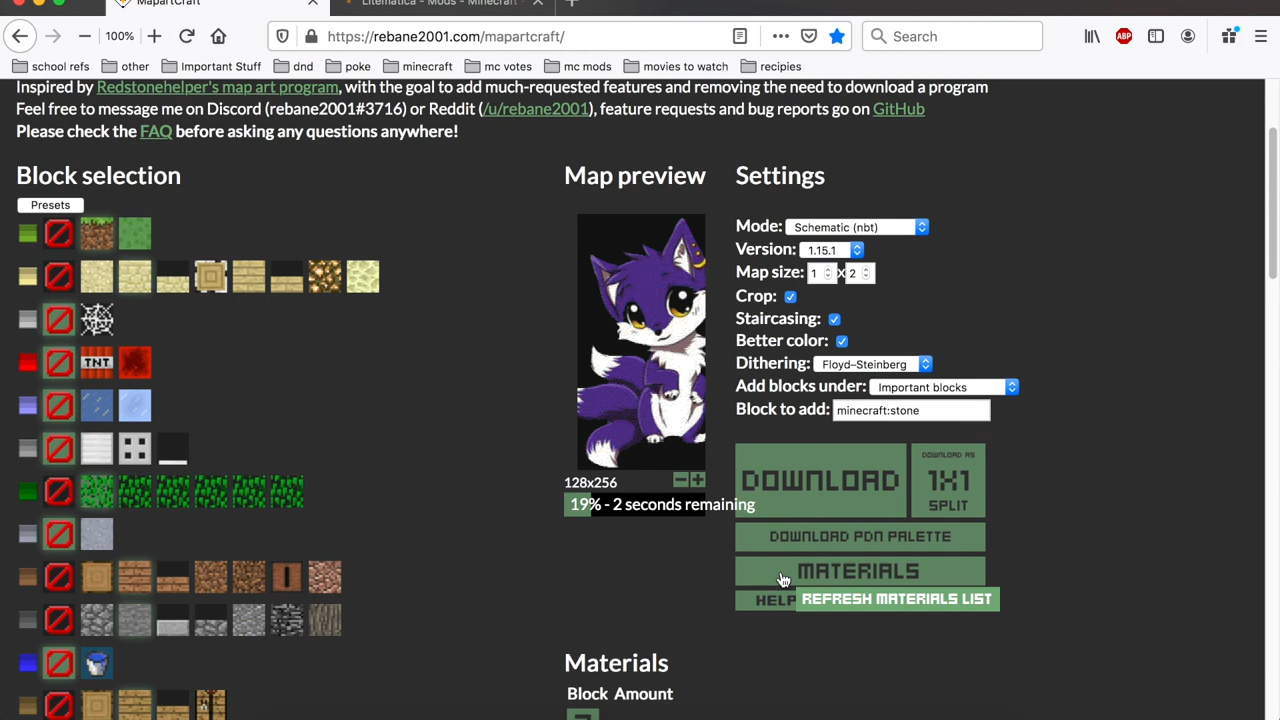 MapartCraft
Litematica - Mods - Minecraft
100%
https://rebane2001.com/mapartcraft/
Search
ABP
school refs
other
Important Stuff
dnd
poke
minecraft
mc votes
mc mods
movies to watch
recipies
Inspired by Redstonehelper's map art program, with the goal to add much-requested features and removing the need to download a program
Feel free to message me on Discord (rebane2001#3716) or Reddit (/u/rebane2001), feature requests and bug reports go on GitHub
Please check the FAQ before asking any questions anywhere!
Block selection
Presets
TNT
Map preview
128x256
19% - 2 seconds remaining
Settings
Mode: Schematic (nbt)
Version: 1.15.1
Map size: 1 x 2
Crop:
Staircasing:
Better color:
Dithering: Floyd-Steinberg
Add blocks under: Important blocks
Block to add: minecraft:stone
DOWNLOAD
DOWNLOAD AS
1X1
SPLIT
DOWNLOAD PDN PALETTE
MATERIALS
HELP
REFRESH MATERIALS LIST
Materials
Block Amount